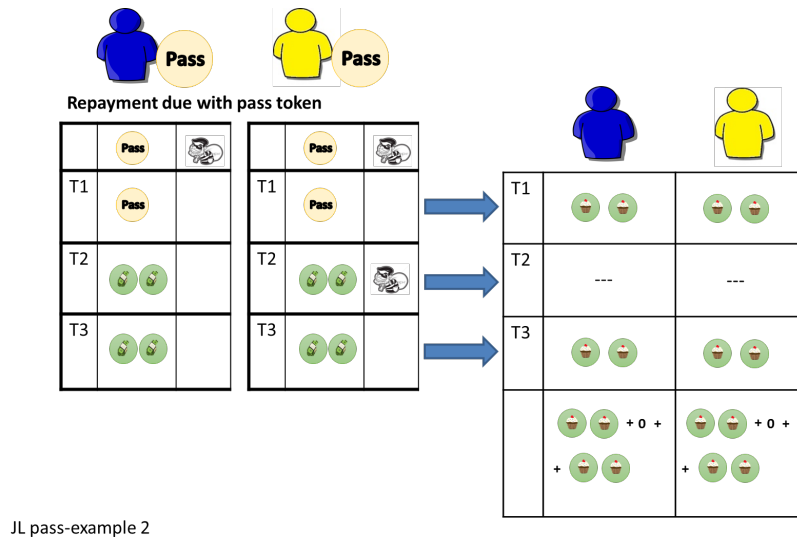 Pass Pass
Repayment due with pass token
Pass Pass
T1 Pass T1 Pass T1
T2 T2 T2 --- ---
T3 T3 T3
+ 0 + + 0 +
+ +
JL pass-example 2